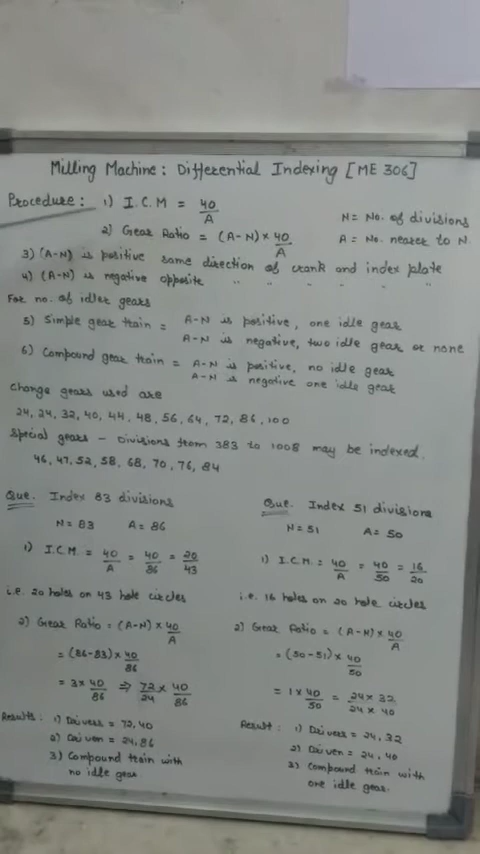 Milling Machine: Differential Indexing [ME 306]
Procedure: 1) I.C.M = 40/A
N = No. of divisions
2) Gear Ratio = (A-N) × 40/A
A = No. nearer to N.
3) (A-N) is positive same direction of crank and index plate
4) (A-N) is negative opposite " " " " "
For no. of idler gears
5) Simple gear train = A-N is positive, one idle gear
A-N is negative, two idle gear or none
6) Compound gear train = A-N is positive, no idle gear
A-N is negative one idle gear
Change gears used are
24, 24, 32, 40, 44, 48, 56, 64, 72, 86, 100
Special gears - Divisions from 383 to 1008 may be indexed.
46, 47, 52, 58, 68, 70, 76, 84
Que. Index 83 divisions
N = 83 A = 86
1) I.C.M. = 40/A = 40/86 = 20/43
i.e. 20 holes on 43 hole circles
2) Gear Ratio = (A-N) × 40/A
= (86-83) × 40/86
= 3 × 40/86 ⇒ 72/24 × 40/86
Results: 1) Drivers = 72, 40
2) Driven = 24, 86
3) Compound train with
no idle gear
Que. Index 51 divisions
N = 51 A = 50
1) I.C.M. = 40/A = 40/50 = 16/20
i.e. 16 holes on 20 hole circles
2) Gear Ratio = (A-N) × 40/A
= (50-51) × 40/50
= 1 × 40/50 = 24 × 32/24 × 40
Result: 1) Drivers = 24, 32
2) Driven = 24, 40
3) Compound train with
one idle gear.